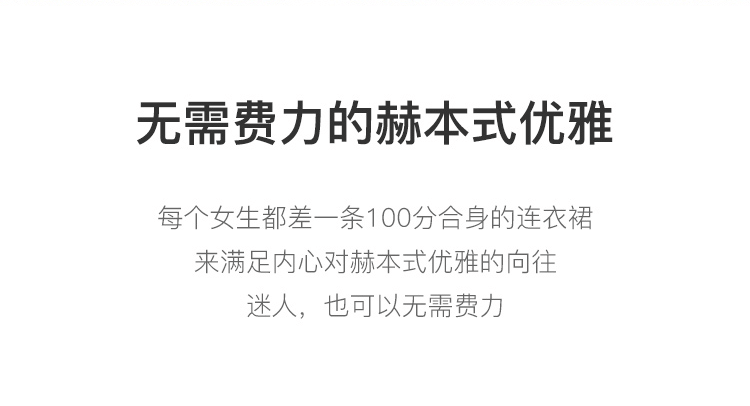 无需费力的赫本式优雅
每个女生都差一条100分合身的连衣裙
来满足内心对赫本式优雅的向往
迷人，也可以无需费力